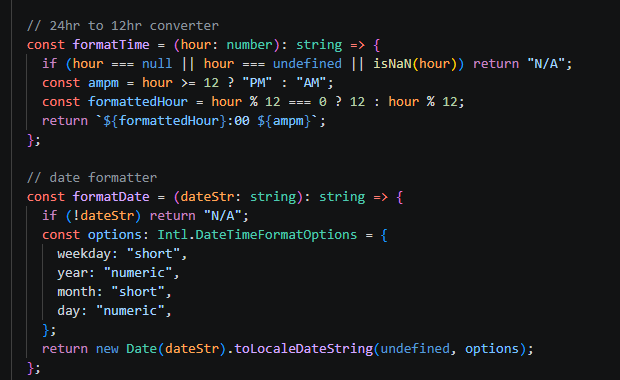 // 24hr to 12hr converter
const formatTime = (hour: number): string => {
  if (hour === null || hour === undefined || isNaN(hour)) return "N/A";
  const ampm = hour >= 12 ? "PM" : "AM";
  const formattedHour = hour % 12 === 0 ? 12 : hour % 12;
  return `${formattedHour}:00 ${ampm}`;
};

// date formatter
const formatDate = (dateStr: string): string => {
  if (!dateStr) return "N/A";
  const options: Intl.DateTimeFormatOptions = {
    weekday: "short",
    year: "numeric",
    month: "short",
    day: "numeric",
  };
  return new Date(dateStr).toLocaleDateString(undefined, options);
};